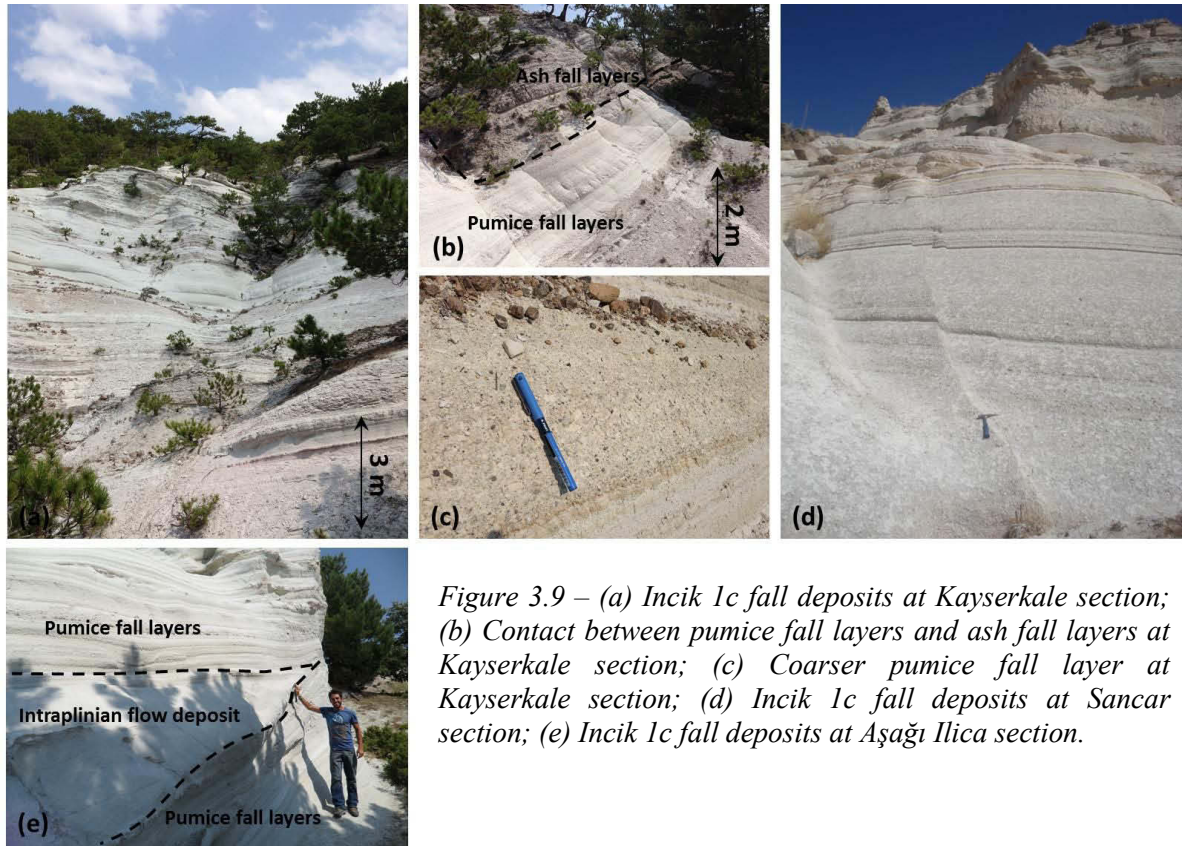 (a)
3 m
Ash fall layers
Pumice fall layers
(b)
2 m
(c)
(d)
Pumice fall layers
Intraplinian flow deposit
Pumice fall layers
(e)
Figure 3.9 – (a) Incik 1c fall deposits at Kayserkale section;
(b) Contact between pumice fall layers and ash fall layers at
Kayserkale section; (c) Coarser pumice fall layer at
Kayserkale section; (d) Incik 1c fall deposits at Sancar
section; (e) Incik 1c fall deposits at Aşağı Ilica section.